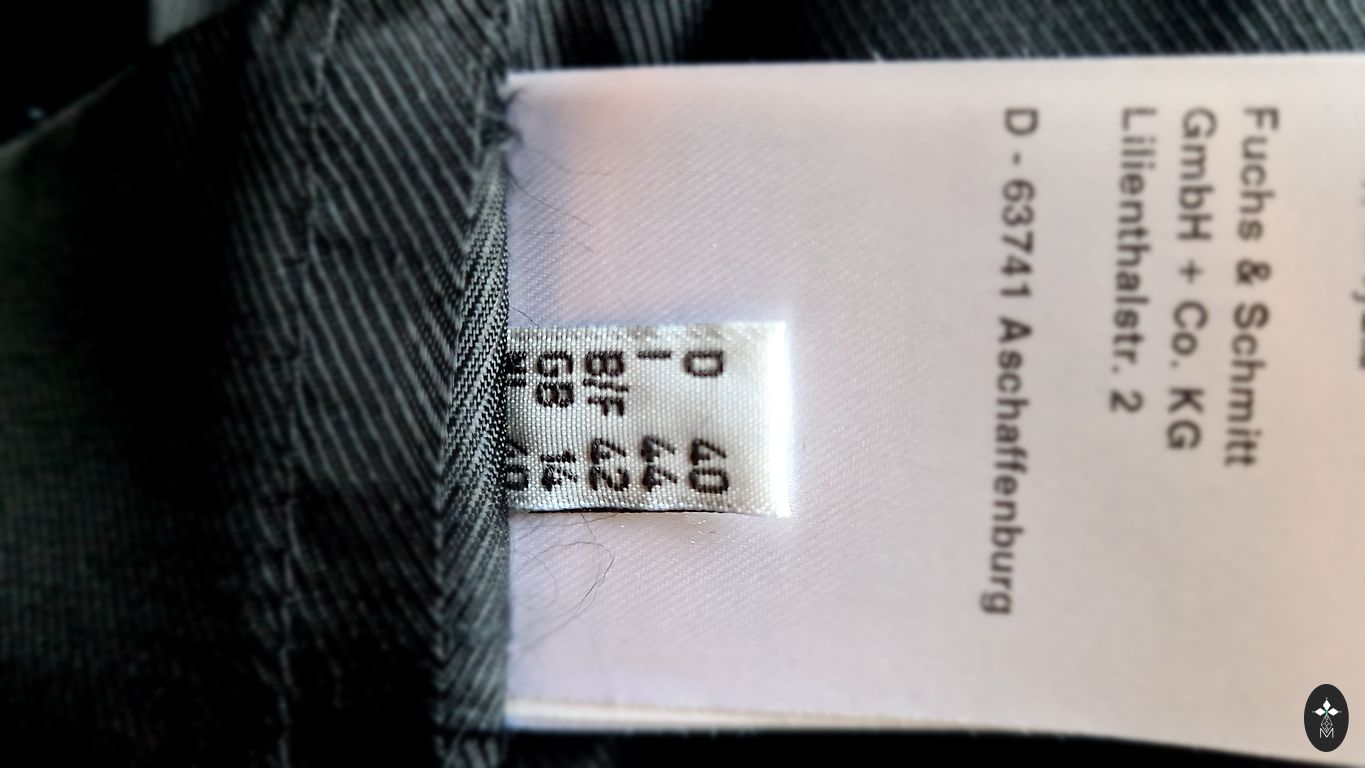 Fuchs & Schmitt
GmbH + Co. KG
Lilienthalstr. 2
D - 63741 Aschaffenburg
D 40
I 44
B/F 42
GB 14